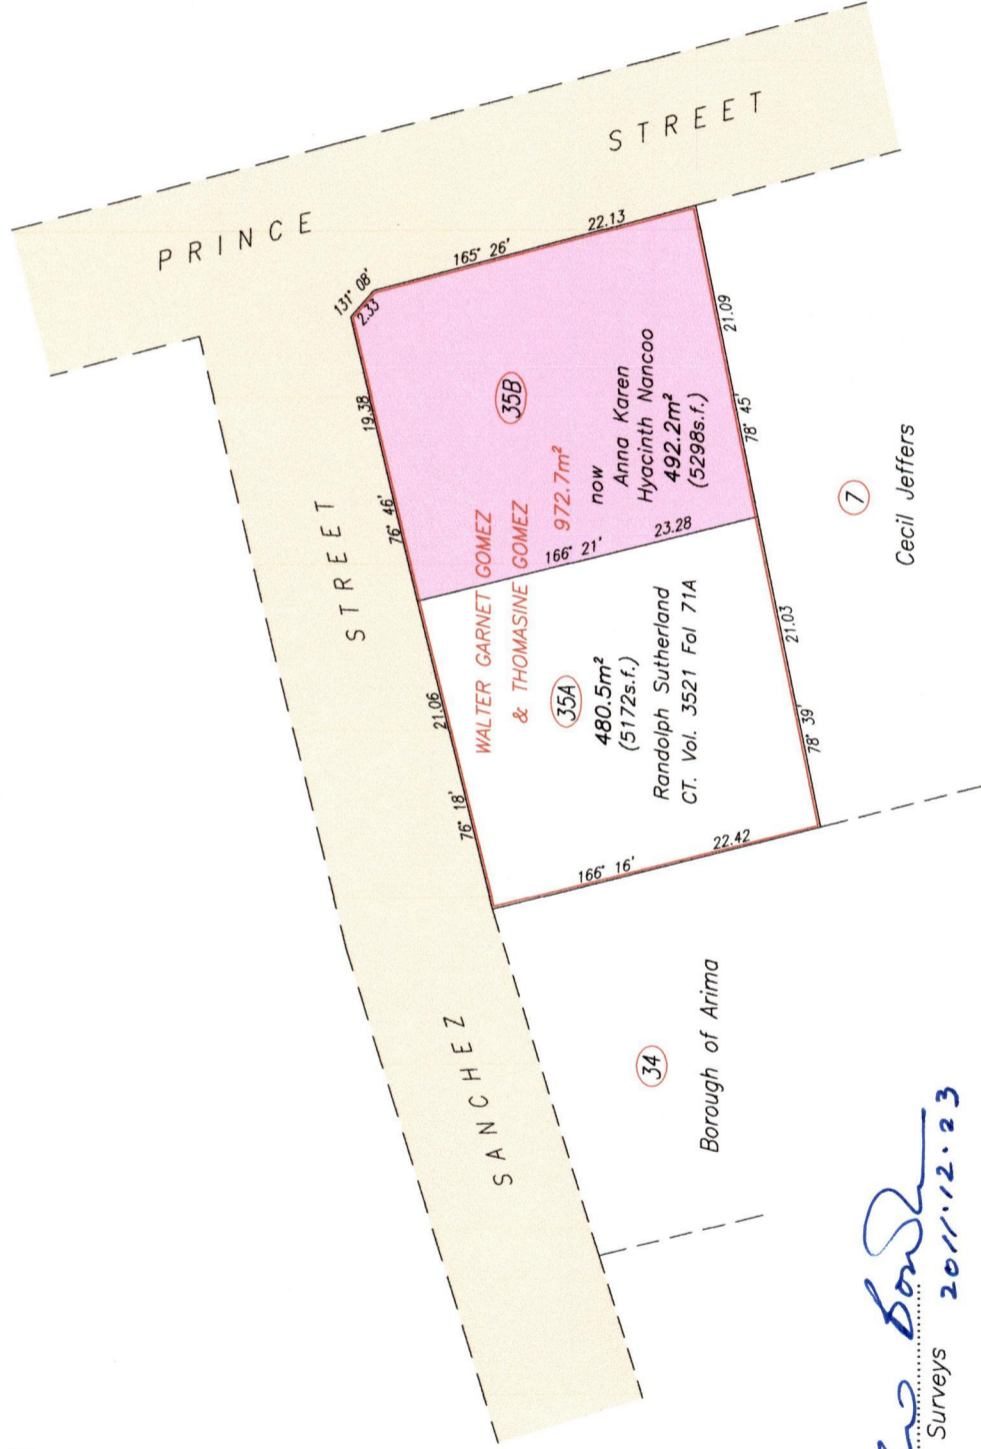 PRINCE STREET
131° 08'
2.33
165° 26'
22.13
SANCHEZ STREET
19.38
76° 46'
21.06
76° 18'
WALTER GARNET GOMEZ
& THOMASINE GOMEZ
972.7m²
35B
now
Anna Karen
Hyacinth Nancoo
492.2m²
(5298s.f.)
21.09
78° 45'
166° 21'
23.28
35A
480.5m²
(5172s.f.)
Randolph Sutherland
CT. Vol. 3521 Fol 71A
21.03
78° 39'
166° 16'
22.42
7
Cecil Jeffers
34
Borough of Arima
Surveys
2011.12.23